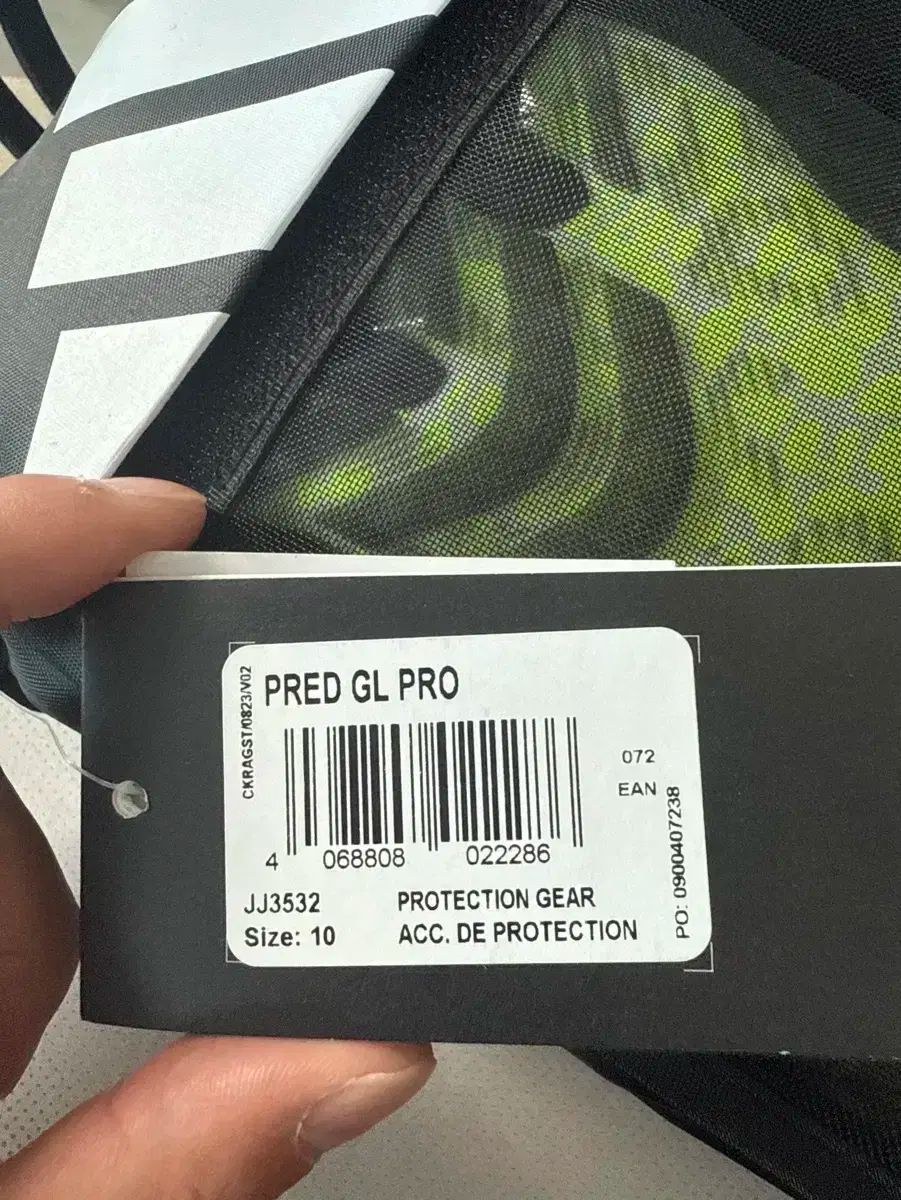 PRED GL PRO
CKRAGST/0823/V02
072
EAN
4 068808 022286
JJ3532
PROTECTION GEAR
Size: 10
ACC. DE PROTECTION
PO: 0900407238